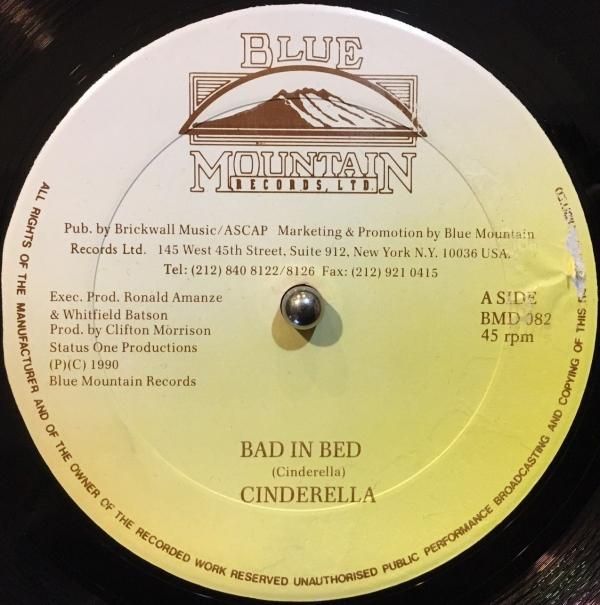 BLUE
MOUNTAIN
RECORDS, LTD.
Pub. by Brickwall Music/ASCAP Marketing & Promotion by Blue Mountain
Records Ltd. 145 West 45th Street, Suite 912, New York N.Y. 10036 USA.
Tel: (212) 840 8122/8126 Fax: (212) 921 0415
Exec. Prod. Ronald Amanze
& Whitfield Batson
Prod. by Clifton Morrison
Status One Productions
(P)(C) 1990
Blue Mountain Records
A SIDE
BMD 082
45 rpm
BAD IN BED
(Cinderella)
CINDERELLA
ALL RIGHTS OF THE MANUFACTURER AND OF THE OWNER OF THE RECORDED WORK RESERVED UNAUTHORISED PUBLIC PERFORMANCE BROADCASTING AND COPYING OF THIS